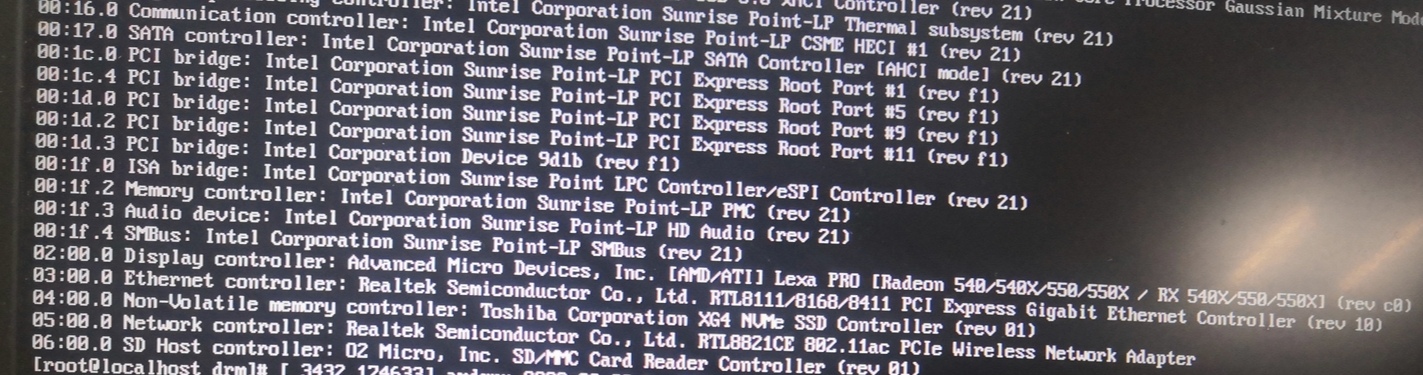 Controller (rev 21)
Processor Gaussian Mixture Mod
Intel Corporation Sunrise Point-LP Thermal subsystem (rev 21)
00:16.0 Communication controller: Intel Corporation Sunrise Point-LP CSME HECI #1 (rev 21)
00:17.0 SATA controller: Intel Corporation Sunrise Point-LP SATA Controller [AHCI mode] (rev 21)
00:1c.0 PCI bridge: Intel Corporation Sunrise Point-LP PCI Express Root Port #1 (rev f1)
00:1c.4 PCI bridge: Intel Corporation Sunrise Point-LP PCI Express Root Port #5 (rev f1)
00:1d.0 PCI bridge: Intel Corporation Sunrise Point-LP PCI Express Root Port #9 (rev f1)
00:1d.2 PCI bridge: Intel Corporation Sunrise Point-LP PCI Express Root Port #11 (rev f1)
00:1d.3 PCI bridge: Intel Corporation Device 9d1b (rev f1)
00:1f.0 ISA bridge: Intel Corporation Sunrise Point LPC Controller/eSPI Controller (rev 21)
00:1f.2 Memory controller: Intel Corporation Sunrise Point-LP PMC (rev 21)
00:1f.3 Audio device: Intel Corporation Sunrise Point-LP HD Audio (rev 21)
00:1f.4 SMBus: Intel Corporation Sunrise Point-LP SMBus (rev 21)
02:00.0 Display controller: Advanced Micro Devices, Inc. [AMD/ATI] Lexa PRO [Radeon 540/540X/550/550X / RX 540X/550/550X] (rev c0)
03:00.0 Ethernet controller: Realtek Semiconductor Co., Ltd. RTL8111/8168/8411 PCI Express Gigabit Ethernet Controller (rev 10)
04:00.0 Non-Volatile memory controller: Toshiba Corporation XG4 NVMe SSD Controller (rev 01)
05:00.0 Network controller: Realtek Semiconductor Co., Ltd. RTL8821CE 802.11ac PCIe Wireless Network Adapter
06:00.0 SD Host controller: O2 Micro, Inc. SD/MMC Card Reader Controller (rev 01)
[root@localhost drm]# [ 3432.174633]